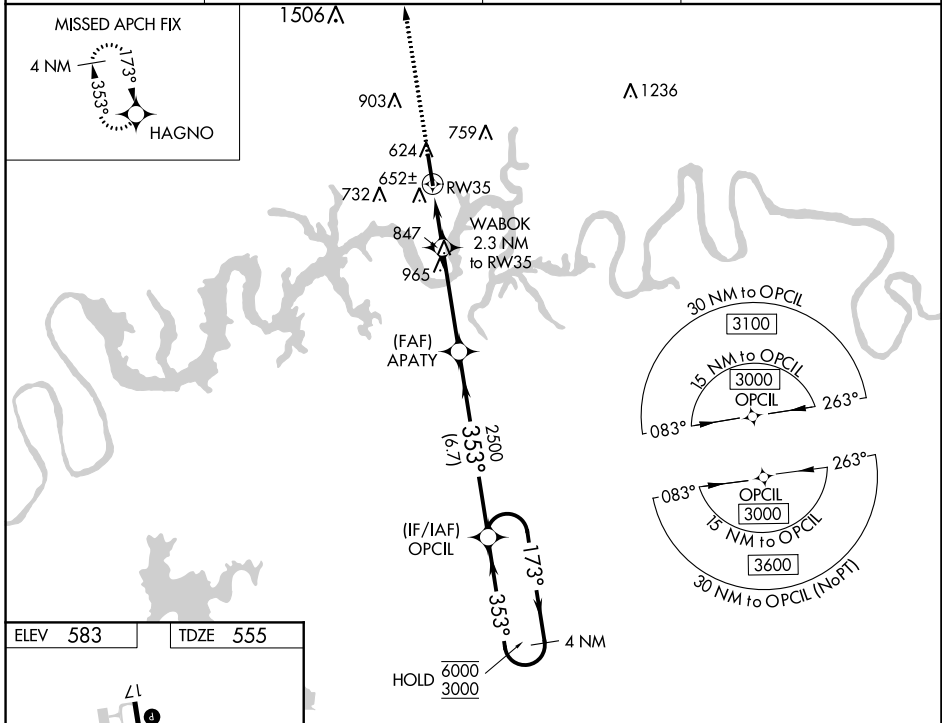 MISSED APCH FIX
4 NM
173°
353°
HAGNO
1506
1236
903
759
624
652±
RW35
732
847
WABOK
2.3 NM
to RW35
965
(FAF)
APATY
2500
353°
(6.7)
(IF/IAF)
OPCIL
173°
353°
4 NM
HOLD 6000
3000
30 NM to OPCIL
3100
15 NM to OPCIL
3000
OPCIL
263°
083°
263°
083°
OPCIL
3000
15 NM to OPCIL
3600
30 NM to OPCIL (NoPT)
ELEV 583
TDZE 555
17
P